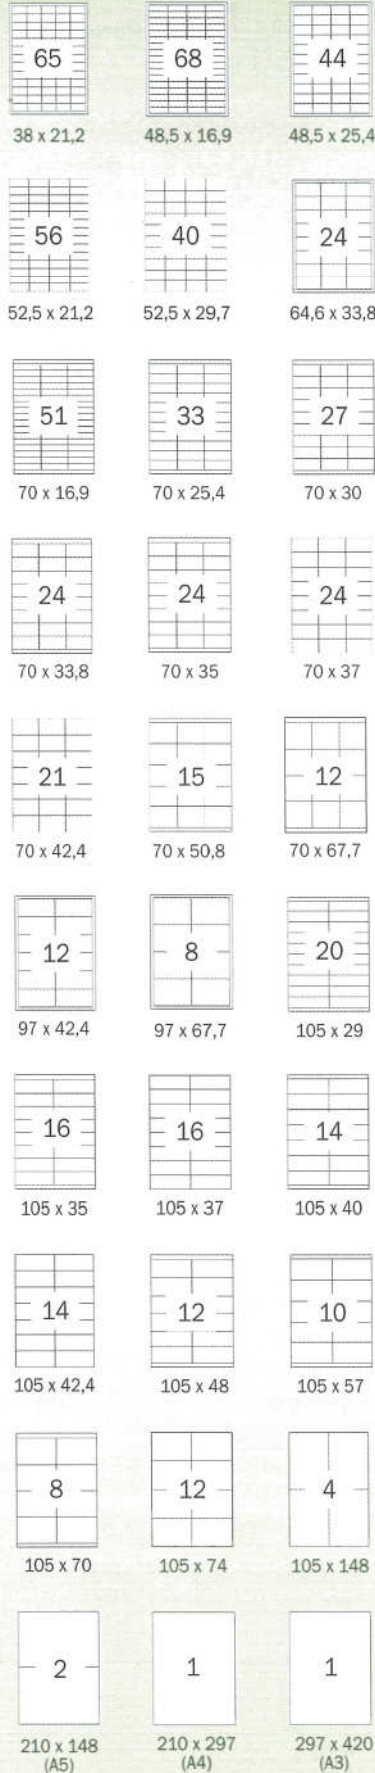 65 68 44
38 x 21,2 48,5 x 16,9 48,5 x 25,4
56 40 24
52,5 x 21,2 52,5 x 29,7 64,6 x 33,8
51 33 27
70 x 16,9 70 x 25,4 70 x 30
24 24 24
70 x 33,8 70 x 35 70 x 37
21 15 12
70 x 42,4 70 x 50,8 70 x 67,7
12 8 20
97 x 42,4 97 x 67,7 105 x 29
16 16 14
105 x 35 105 x 37 105 x 40
14 12 10
105 x 42,4 105 x 48 105 x 57
8 12 4
105 x 70 105 x 74 105 x 148
2 1 1
210 x 148 210 x 297 297 x 420
(A5) (A4) (A3)